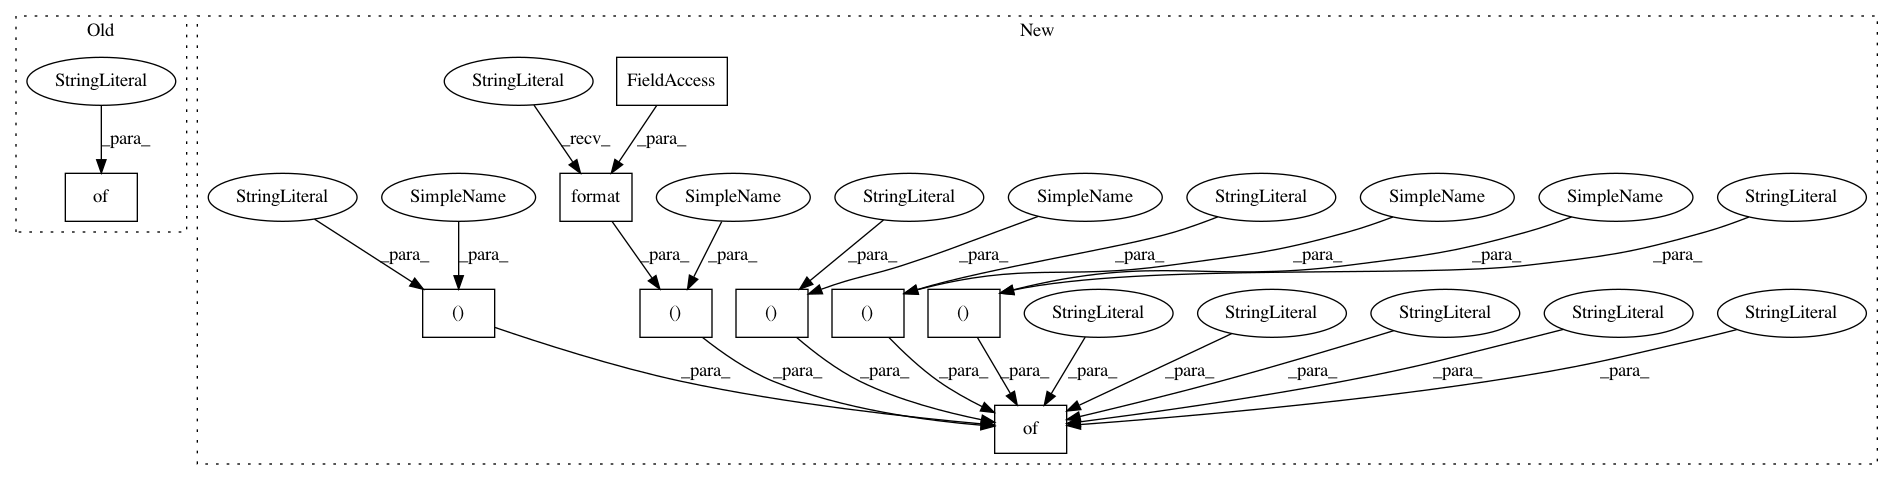 Old
New
StringLiteral
StringLiteral
FieldAccess
_para_
_recv_
_para_
of
StringLiteral
SimpleName
format
SimpleName
StringLiteral
SimpleName
StringLiteral
SimpleName
SimpleName
StringLiteral
_para_
_para_
_para_
_para_
_para_
_para_
_para_
_para_
_para_
_para_
()
()
()
()
()
StringLiteral
StringLiteral
StringLiteral
StringLiteral
StringLiteral
_para_
_para_
_para_
_para_
_para_
_para_
_para_
_para_
_para_
_para_
of